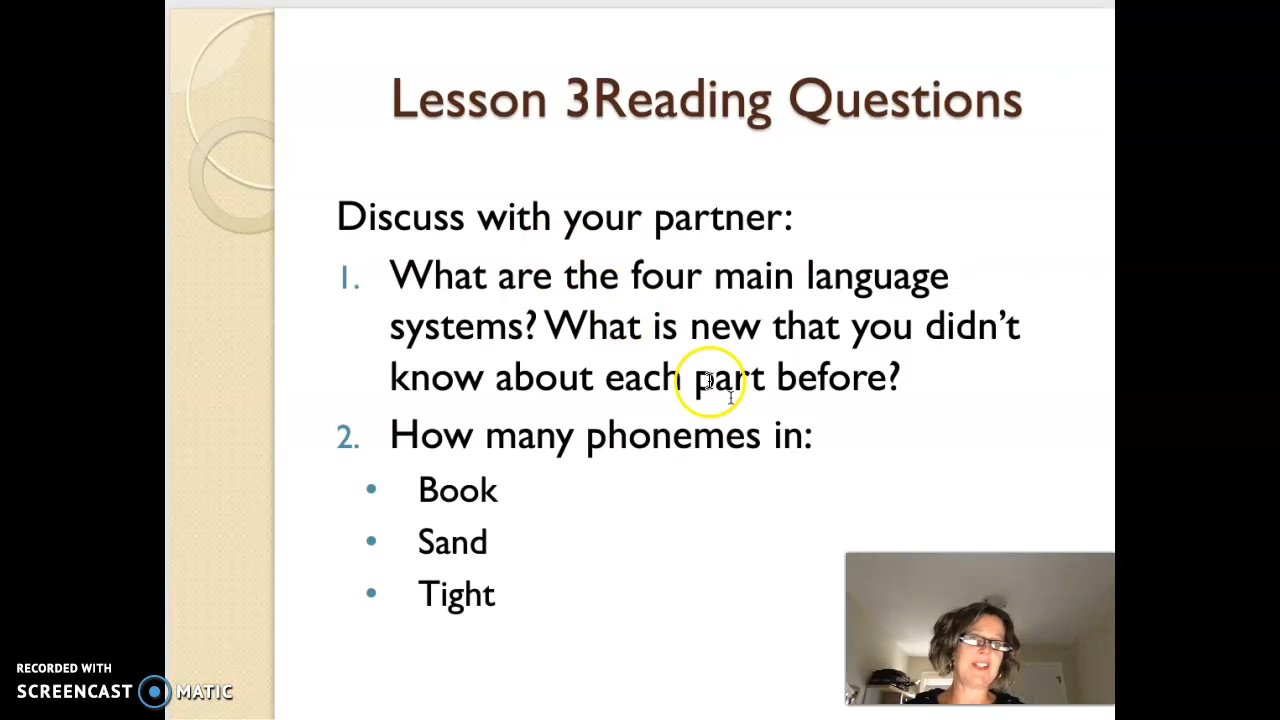 Lesson 3Reading Questions
Discuss with your partner:
1. What are the four main language
systems? What is new that you didn't
know about each part before?
2. How many phonemes in:
• Book
• Sand
• Tight
RECORDED WITH
SCREENCAST MATIC